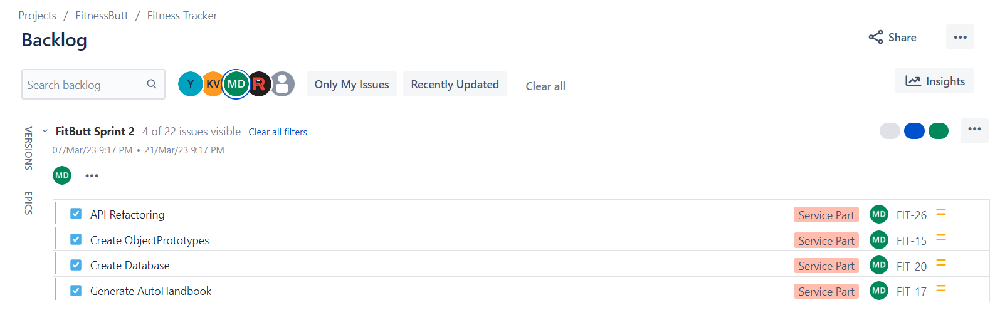 Projects / FitnessButt / Fitness Tracker
Backlog
Share
Search backlog
Y
KV
MD
R
Only My Issues
Recently Updated
Clear all
Insights
VERSIONS
EPICS
FitButt Sprint 2 4 of 22 issues visible Clear all filters
07/Mar/23 9:17 PM • 21/Mar/23 9:17 PM
MD
API Refactoring Service Part MD FIT-26
Create ObjectPrototypes Service Part MD FIT-15
Create Database Service Part MD FIT-20
Generate AutoHandbook Service Part MD FIT-17